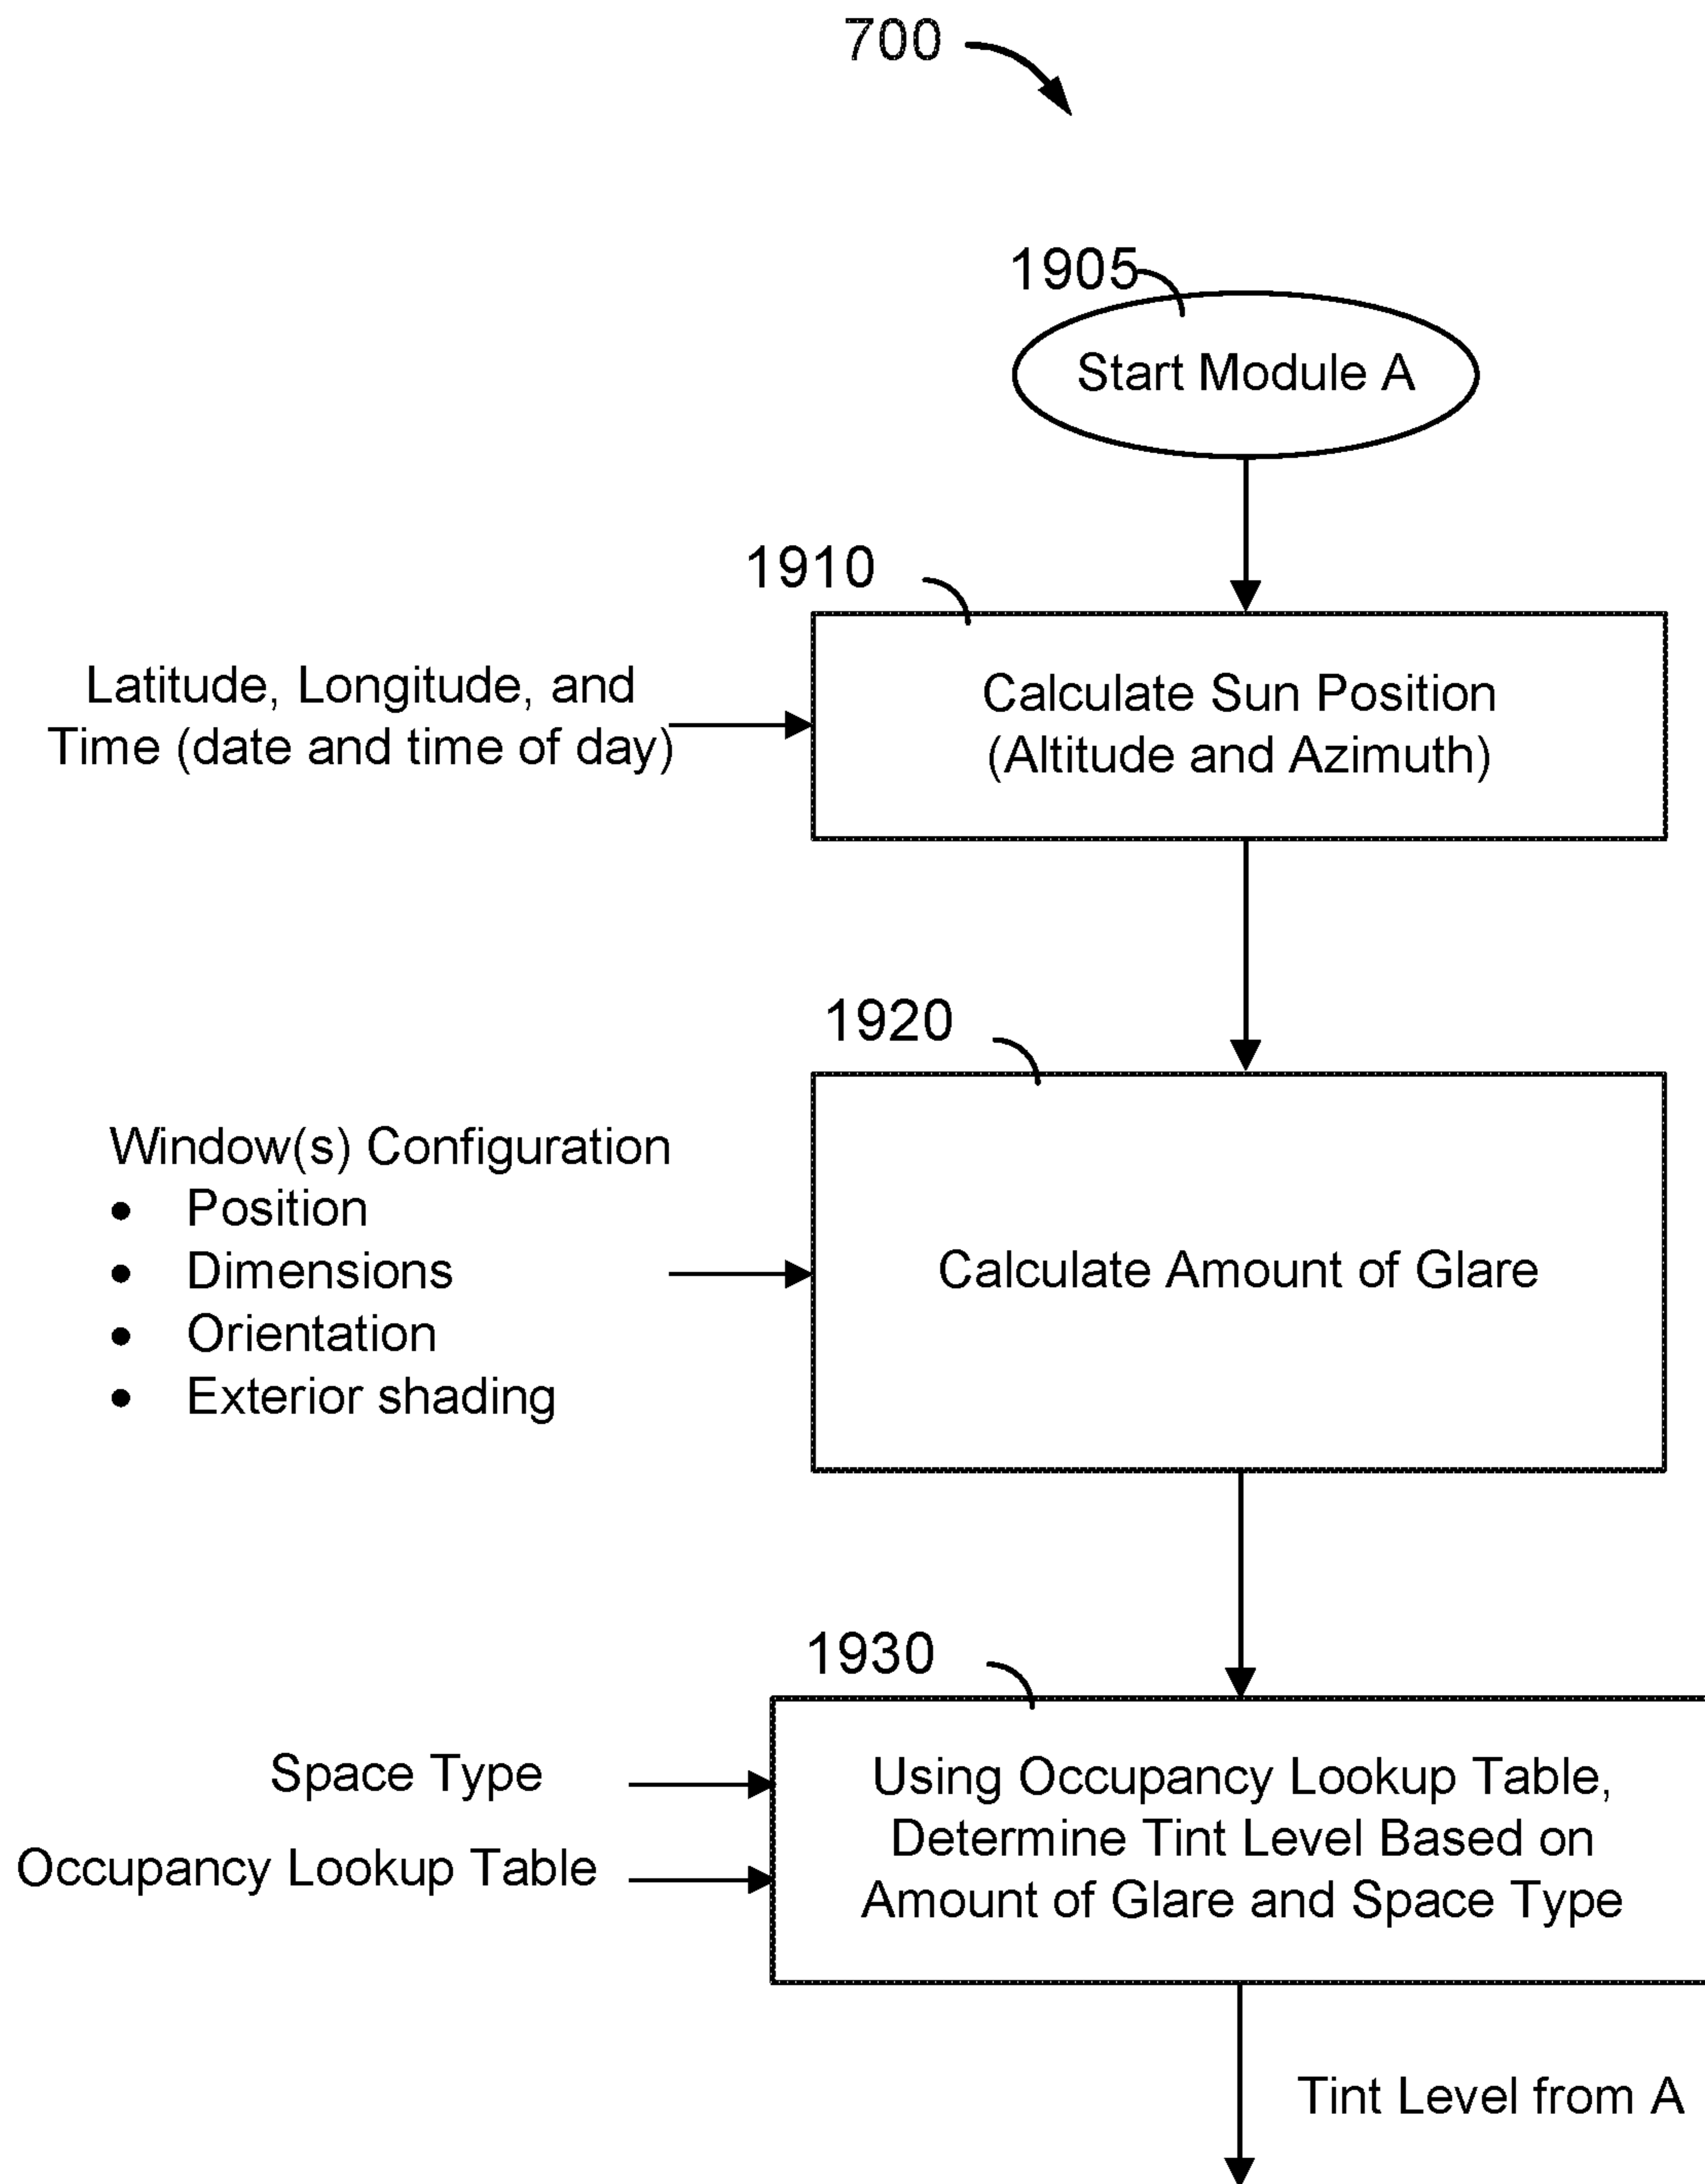 700
1905
Start Module A
1910
Latitude, Longitude, and
Time (date and time of day)
Calculate Sun Position
(Altitude and Azimuth)
1920
Window(s) Configuration
• Position
• Dimensions
• Orientation
• Exterior shading
Calculate Amount of Glare
1930
Space Type
Occupancy Lookup Table
Using Occupancy Lookup Table,
Determine Tint Level Based on
Amount of Glare and Space Type
Tint Level from A